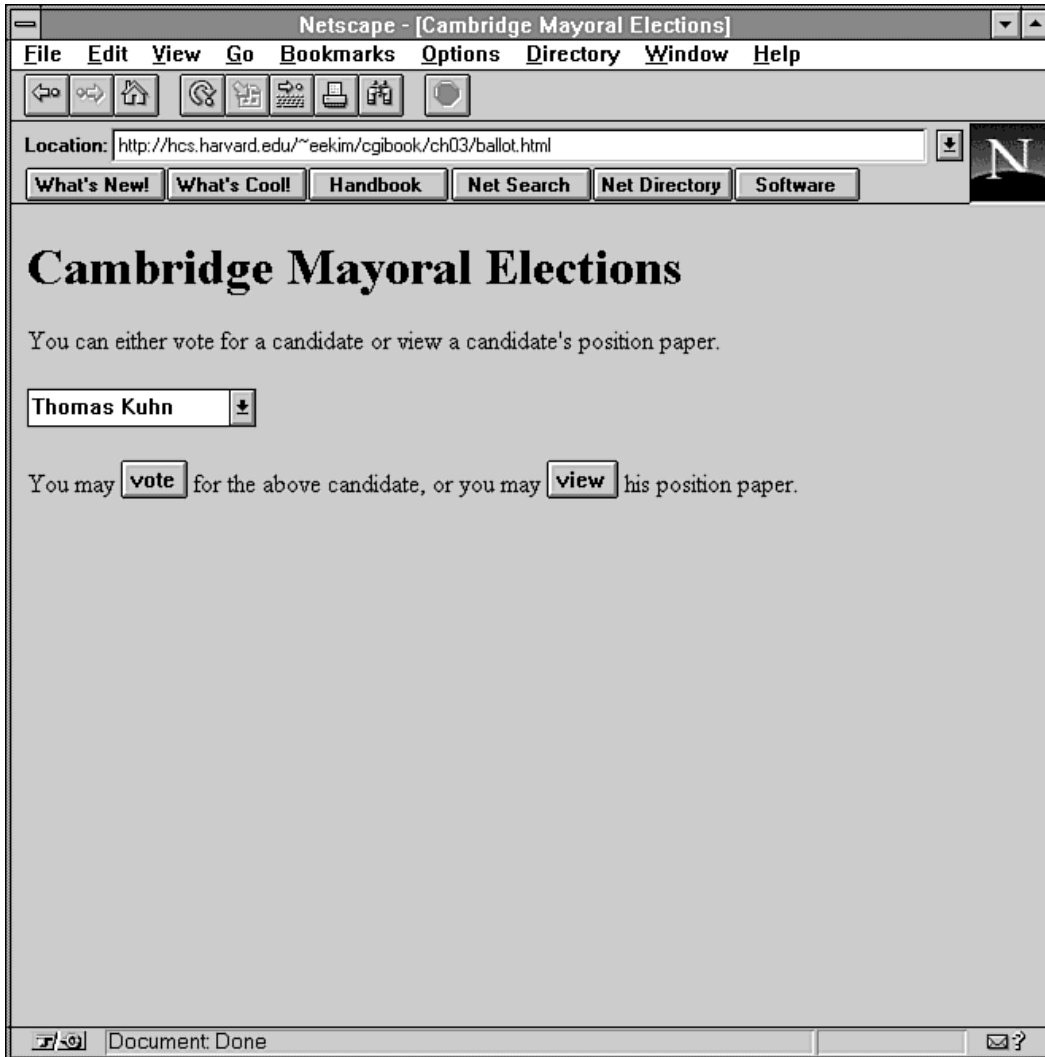 Netscape - [Cambridge Mayoral Elections]
File Edit View Go Bookmarks Options Directory Window Help
Location: http://hcs.harvard.edu/~eekim/cgibook/ch03/ballot.html
N
What's New! What's Cool! Handbook Net Search Net Directory Software
Cambridge Mayoral Elections
You can either vote for a candidate or view a candidate's position paper.
Thomas Kuhn
You may vote for the above candidate, or you may view his position paper.
Document: Done
?